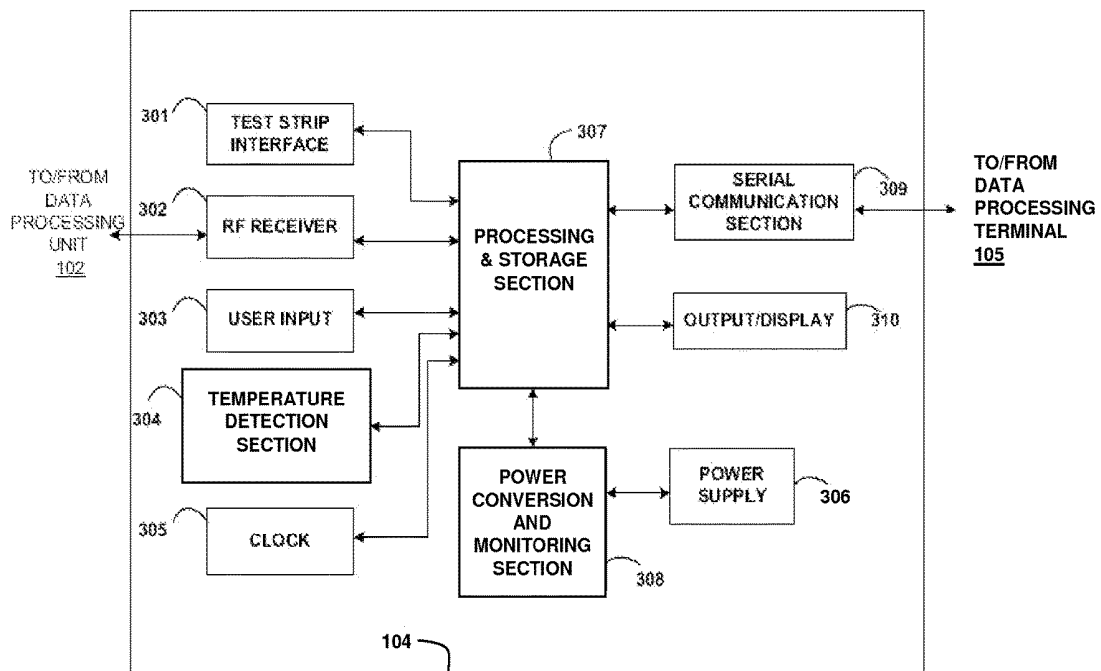 301
TEST STRIP
INTERFACE
TO/FROM
DATA
PROCESSING
UNIT
102
302
RF RECEIVER
303
USER INPUT
304
TEMPERATURE
DETECTION
SECTION
305
CLOCK
307
PROCESSING
& STORAGE
SECTION
POWER
CONVERSION
AND
MONITORING
SECTION
308
SERIAL
COMMUNICATION
SECTION
309
TO/FROM
DATA
PROCESSING
TERMINAL
105
OUTPUT/DISPLAY
310
POWER
SUPPLY
306
104